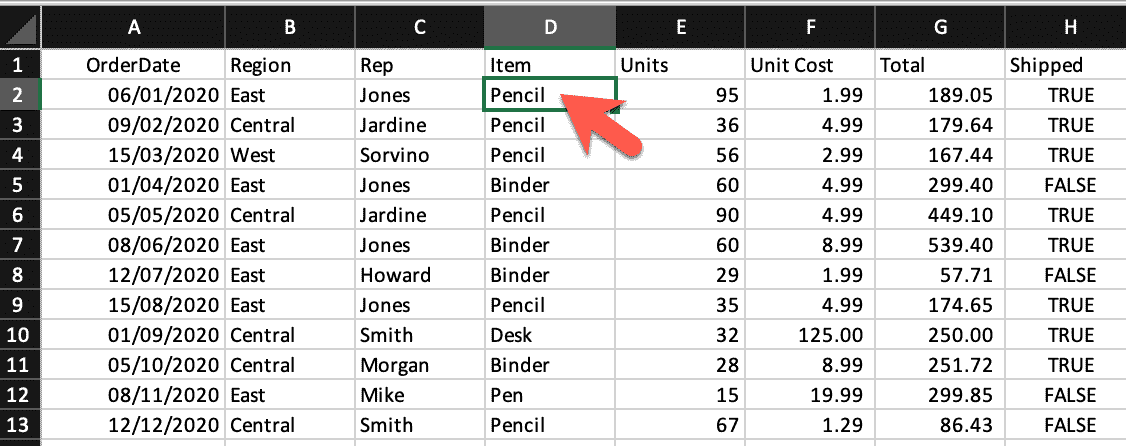 A B C D E F G H
1 OrderDate Region Rep Item Units Unit Cost Total Shipped
2 06/01/2020 East Jones Pencil 95 1.99 189.05 TRUE
3 09/02/2020 Central Jardine Pencil 36 4.99 179.64 TRUE
4 15/03/2020 West Sorvino Pencil 56 2.99 167.44 TRUE
5 01/04/2020 East Jones Binder 60 4.99 299.40 FALSE
6 05/05/2020 Central Jardine Pencil 90 4.99 449.10 TRUE
7 08/06/2020 East Jones Binder 60 8.99 539.40 TRUE
8 12/07/2020 East Howard Binder 29 1.99 57.71 FALSE
9 15/08/2020 East Jones Pencil 35 4.99 174.65 TRUE
10 01/09/2020 Central Smith Desk 32 125.00 250.00 TRUE
11 05/10/2020 Central Morgan Binder 28 8.99 251.72 TRUE
12 08/11/2020 East Mike Pen 15 19.99 299.85 FALSE
13 12/12/2020 Central Smith Pencil 67 1.29 86.43 FALSE